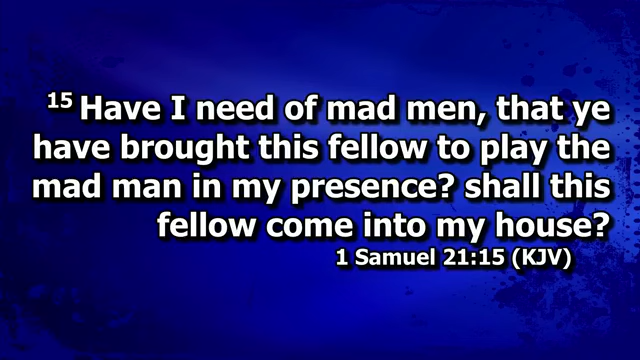 15 Have I need of mad men, that ye
have brought this fellow to play the
mad man in my presence? shall this
fellow come into my house?
1 Samuel 21:15 (KJV)